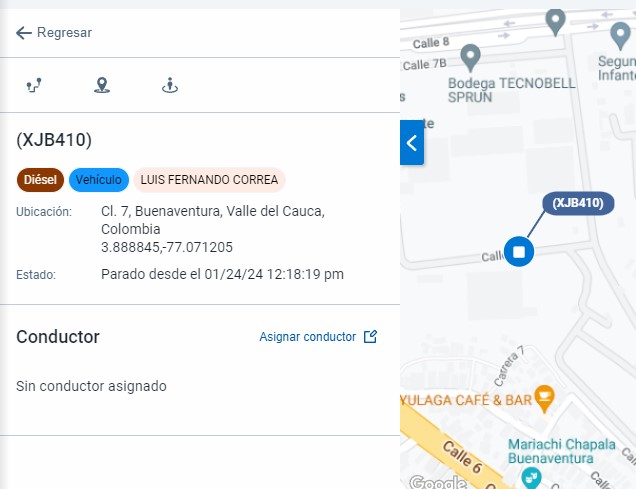 Regresar
(XJB410)
Diésel Vehículo LUIS FERNANDO CORREA
Ubicación: Cl. 7, Buenaventura, Valle del Cauca,
Colombia
3.888845,-77.071205
Estado: Parado desde el 01/24/24 12:18:19 pm
Conductor Asignar conductor
Sin conductor asignado
Calle 8
Calle 7B
Segun
Infante
Bodega TECNOBELL
SPRUN
s
te
(XJB410)
Calle
Carrera 7
YULAGA CAFÉ & BAR
Calle 6
Mariachi Chapala
Buenaventura
Google